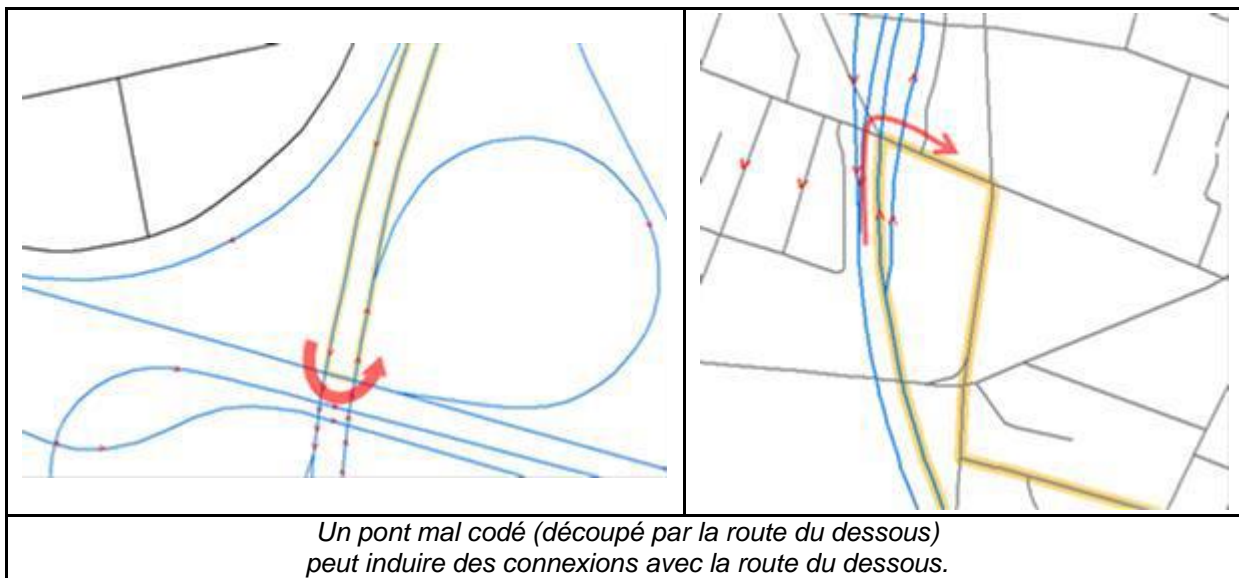 Un pont mal codé (découpé par la route du dessous)
peut induire des connexions avec la route du dessous.